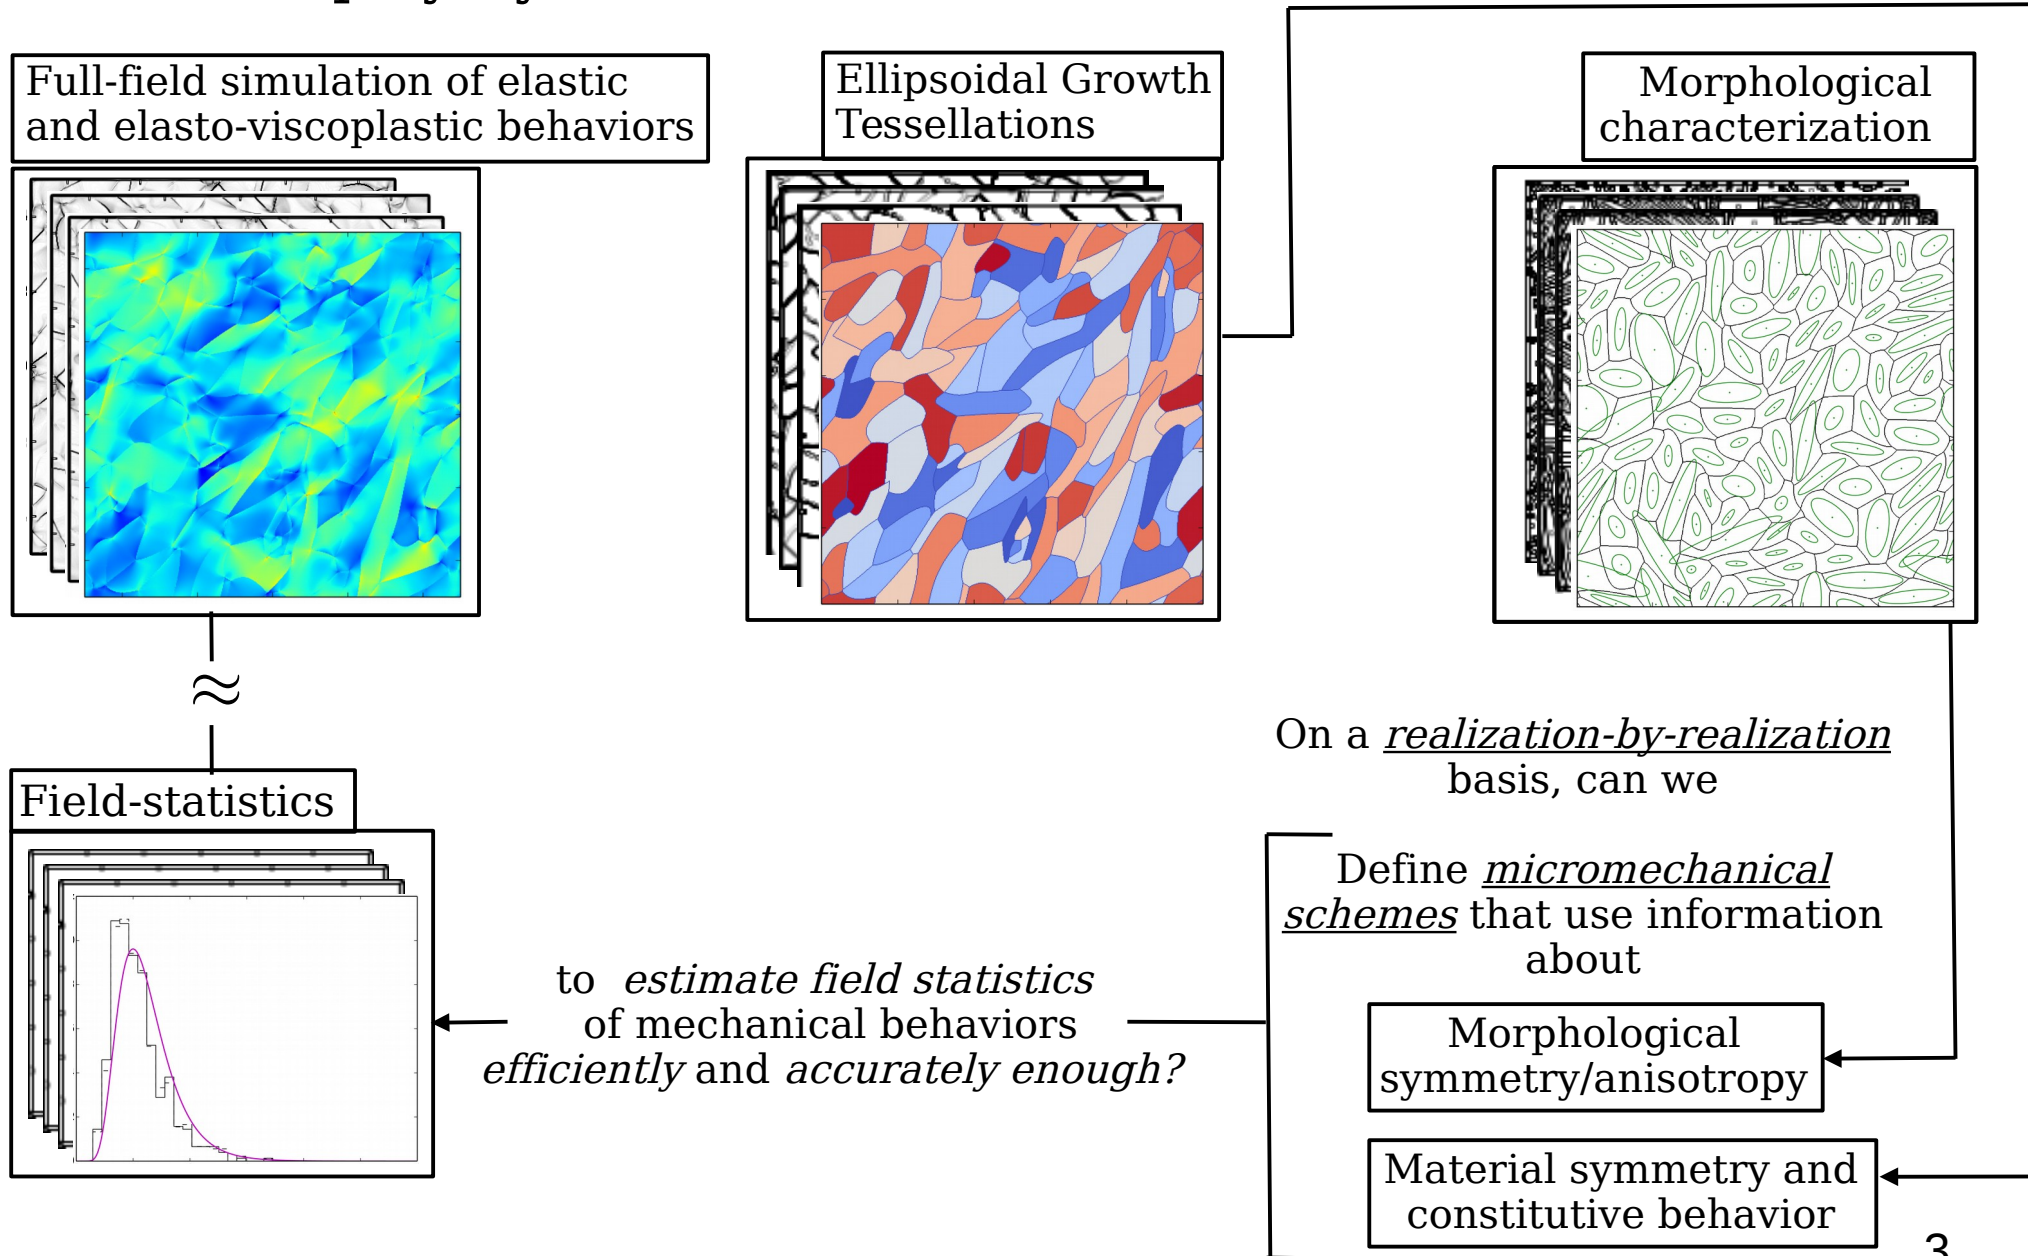 Full-field simulation of elastic
and elasto-viscoplastic behaviors
Ellipsoidal Growth
Tessellations
Morphological
characterization
≈
On a realization-by-realization
basis, can we
Field-statistics
Define micromechanical
schemes that use information
about
to estimate field statistics
of mechanical behaviors
efficiently and accurately enough?
Morphological
symmetry/anisotropy
Material symmetry and
constitutive behavior
3